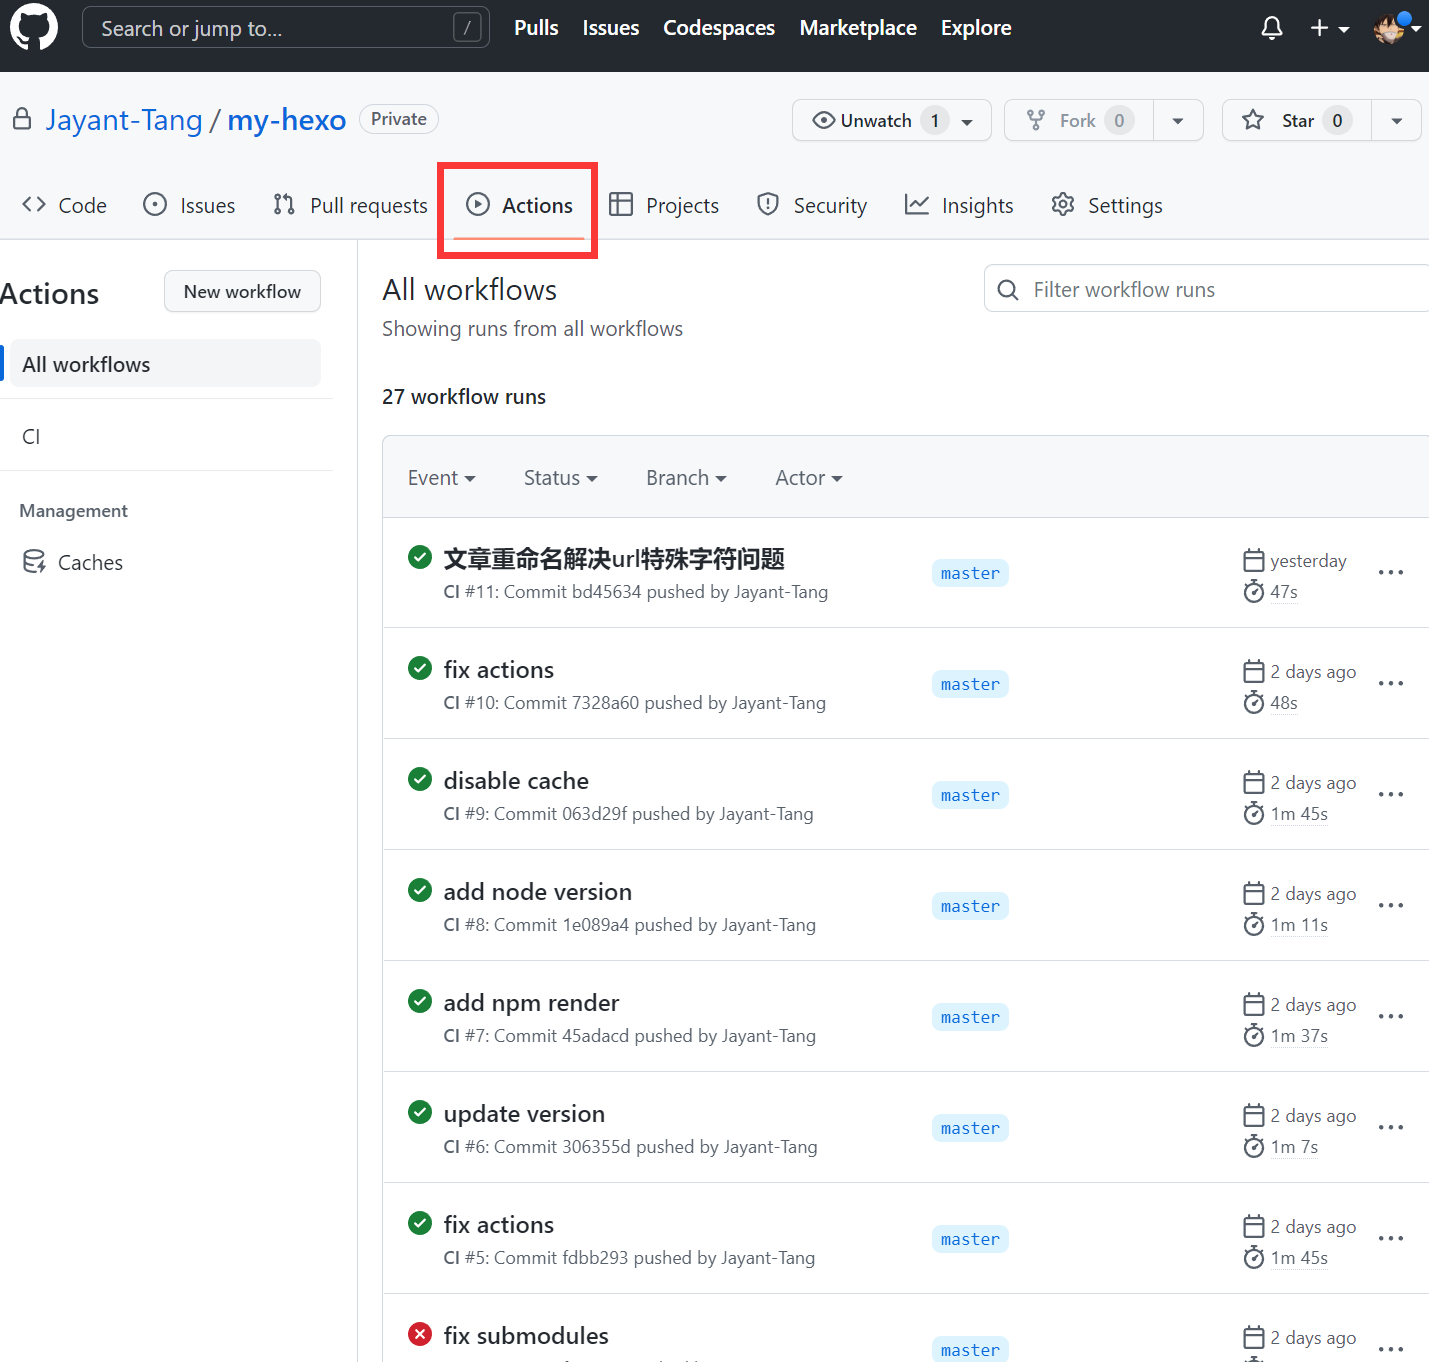 Search or jump to... /
Pulls Issues Codespaces Marketplace Explore
Jayant-Tang / my-hexo Private
Unwatch 1 Fork 0 Star 0
Code Issues Pull requests Actions Projects Security Insights Settings
Actions
New workflow
All workflows
CI
Management
Caches
All workflows
Showing runs from all workflows
Filter workflow runs
27 workflow runs
Event Status Branch Actor
文章重命名解决url特殊字符问题
CI #11: Commit bd45634 pushed by Jayant-Tang
master
yesterday
47s
fix actions
CI #10: Commit 7328a60 pushed by Jayant-Tang
master
2 days ago
48s
disable cache
CI #9: Commit 063d29f pushed by Jayant-Tang
master
2 days ago
1m 45s
add node version
CI #8: Commit 1e089a4 pushed by Jayant-Tang
master
2 days ago
1m 11s
add npm render
CI #7: Commit 45adacd pushed by Jayant-Tang
master
2 days ago
1m 37s
update version
CI #6: Commit 306355d pushed by Jayant-Tang
master
2 days ago
1m 7s
fix actions
CI #5: Commit fdbb293 pushed by Jayant-Tang
master
2 days ago
1m 45s
fix submodules
master
2 days ago